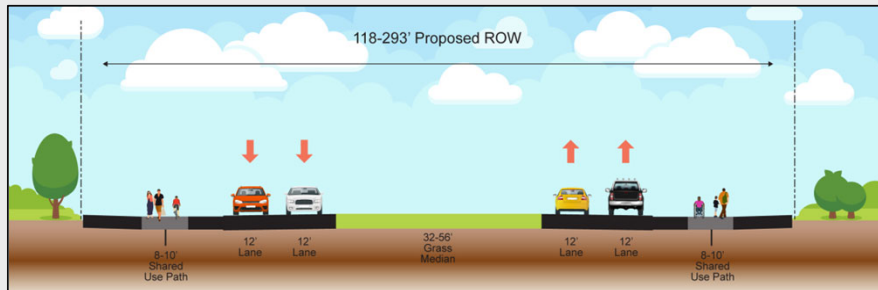 118-293' Proposed ROW
8-10'
Shared
Use Path
12'
Lane
12'
Lane
32-56'
Grass
Median
12'
Lane
12'
Lane
8-10'
Shared
Use Path